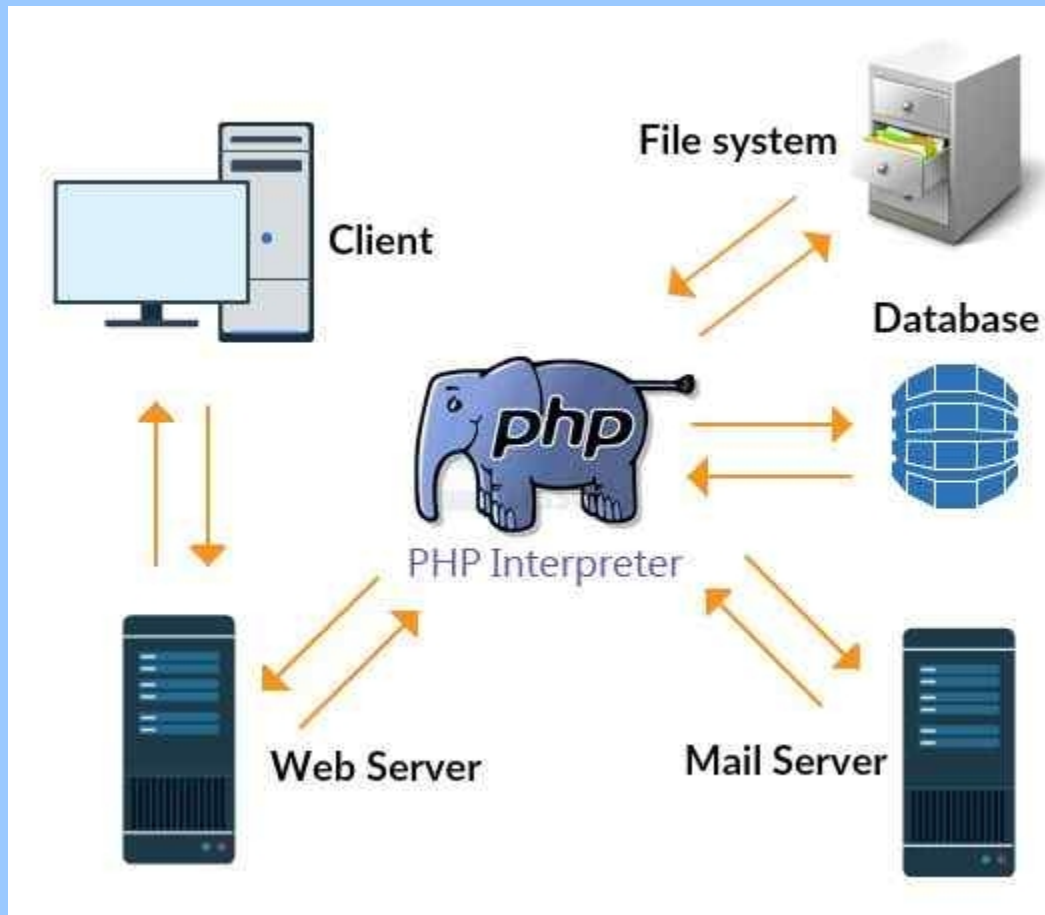 File system
Client
Database
php
PHP Interpreter
Web Server
Mail Server